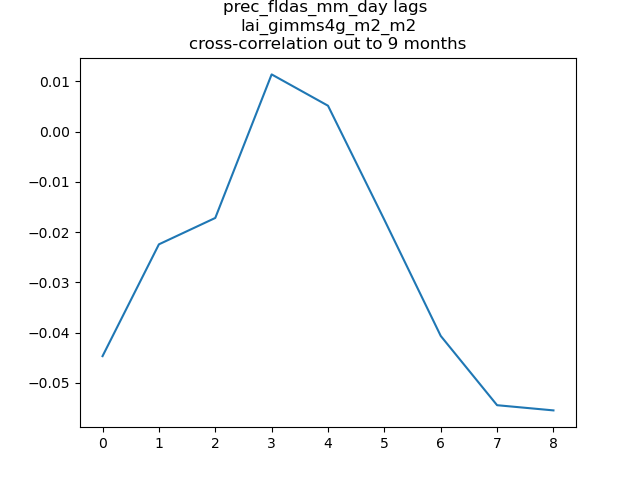 prec_fldas_mm_day lags
lai_gimms4g_m2_m2
cross-correlation out to 9 months
0.01
0.00
−0.01
−0.02
−0.03
−0.04
−0.05
0 1 2 3 4 5 6 7 8